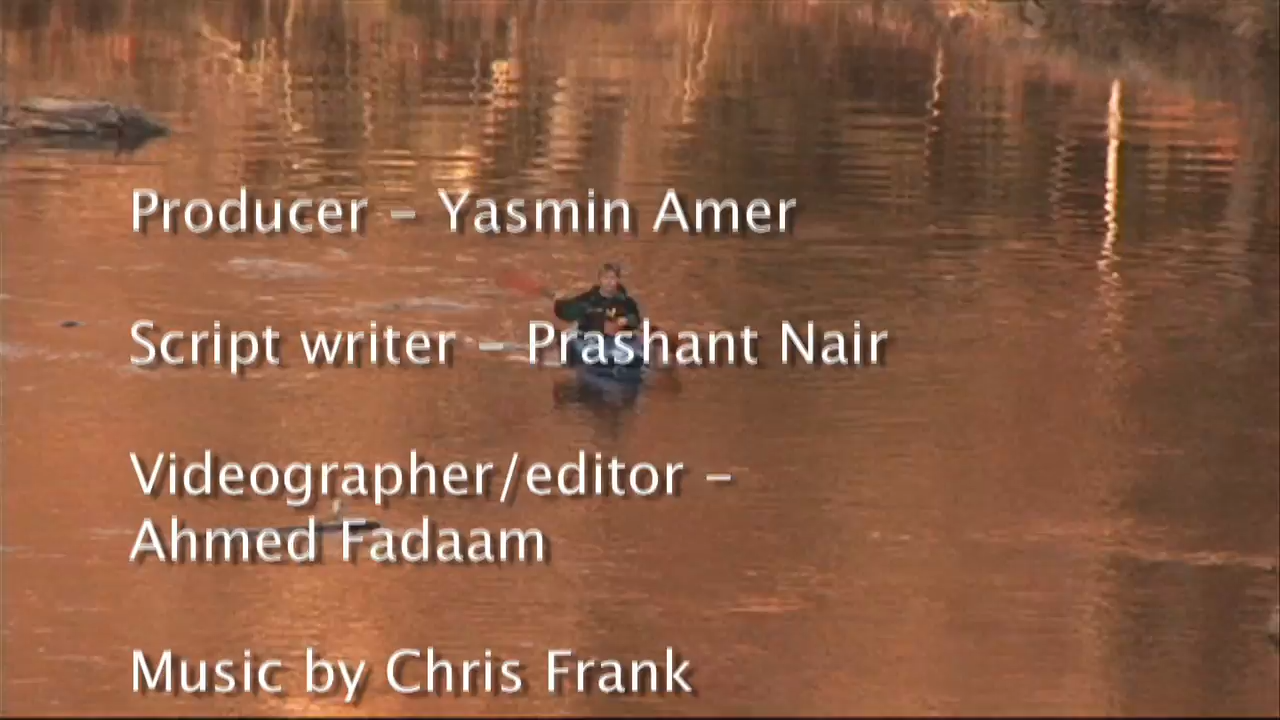 Producer – Yasmin Amer
Script writer – Prashant Nair
Videographer/editor –
Ahmed Fadaam
Music by Chris Frank